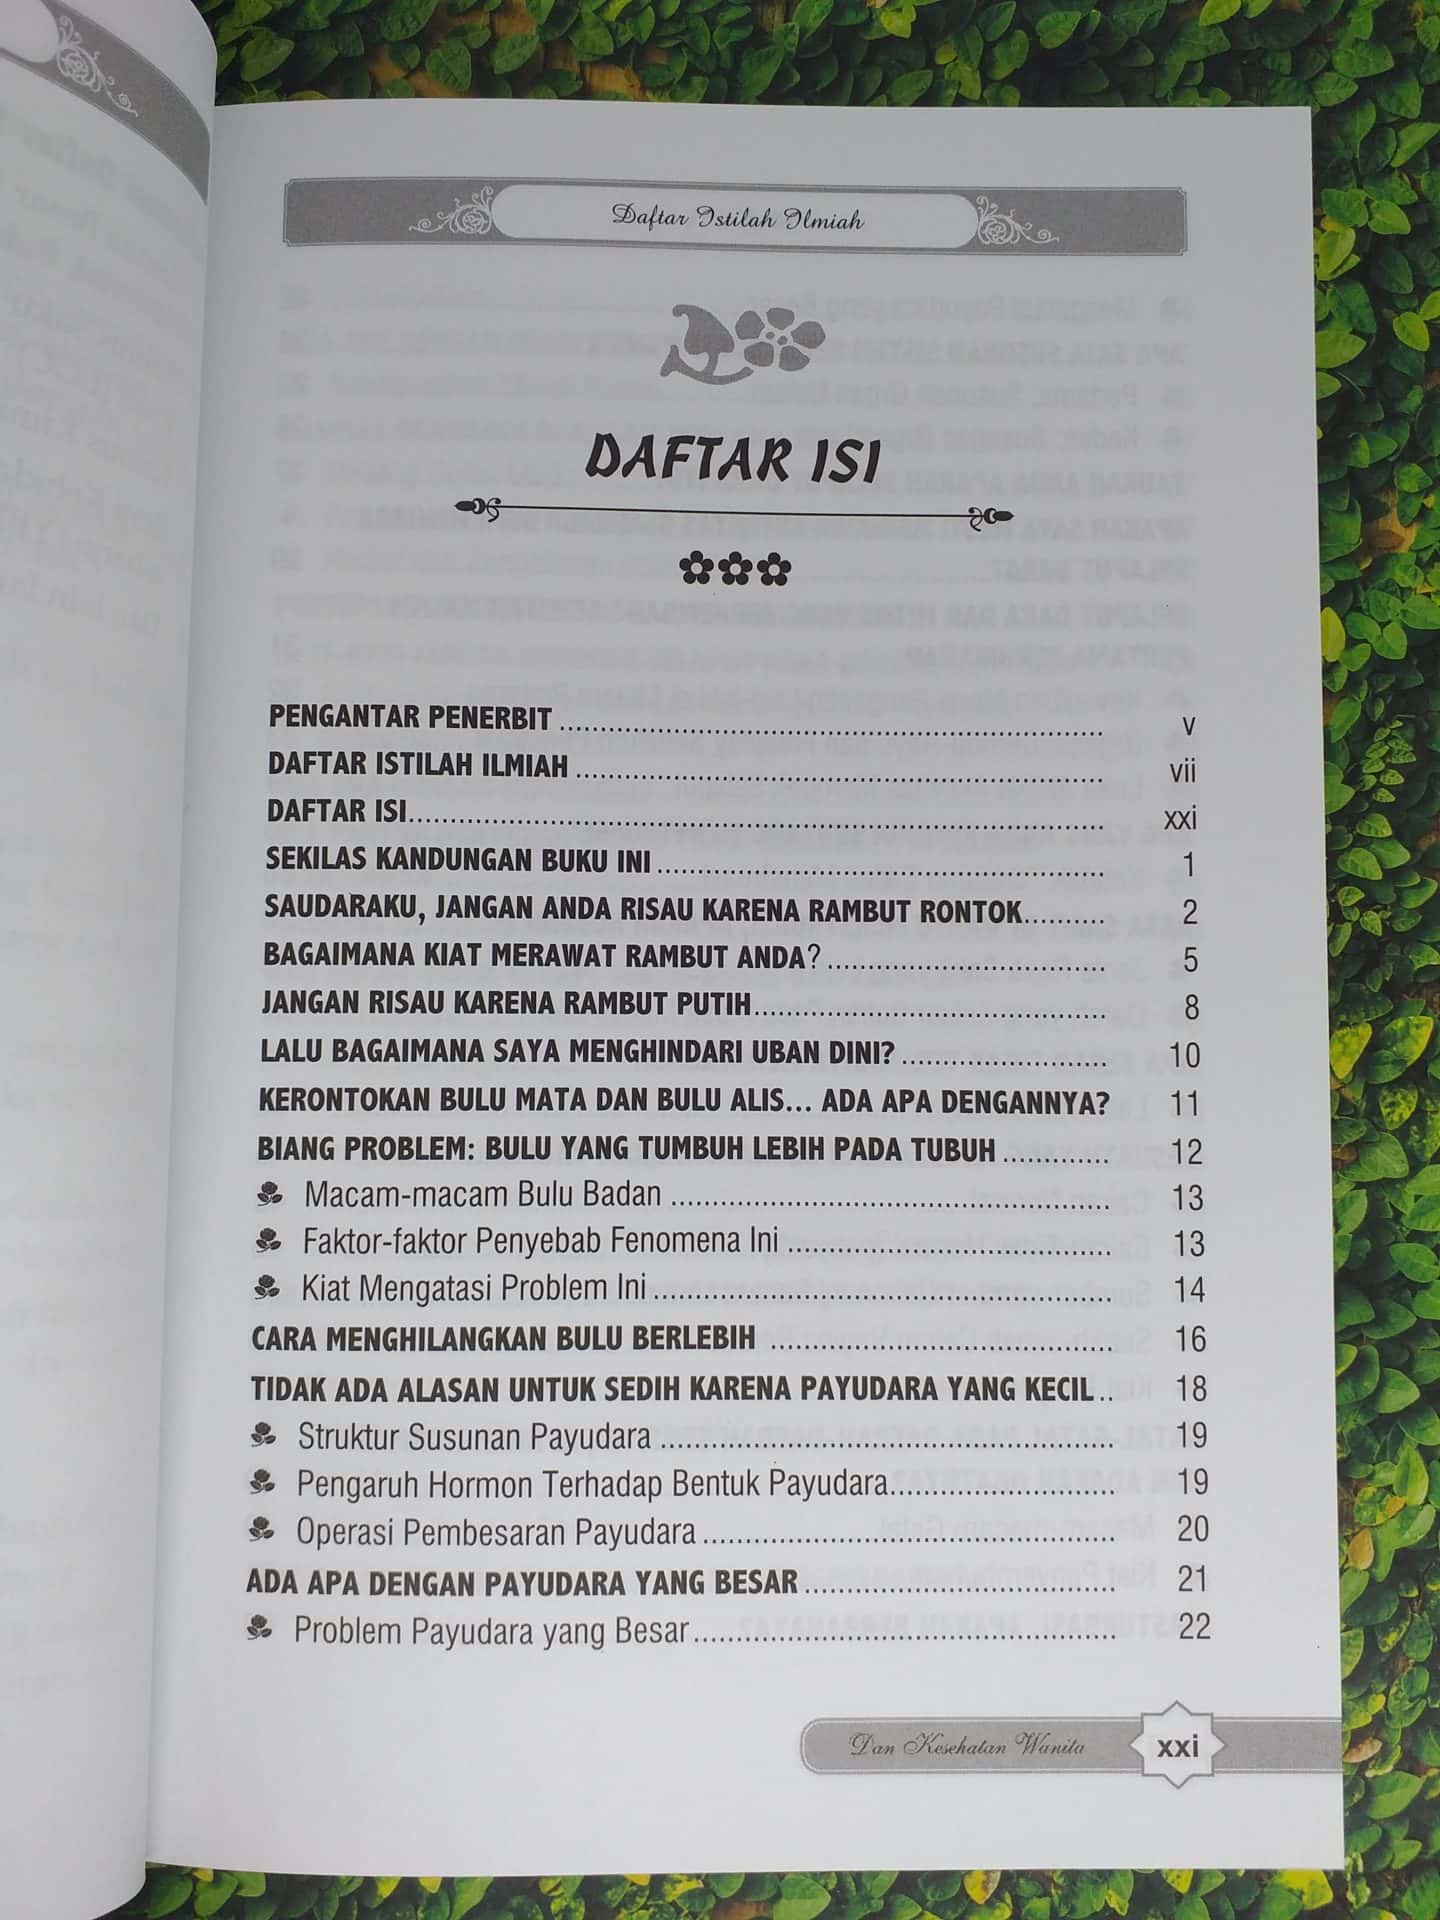 Daftar Istilah Ilmiah
DAFTAR ISI
PENGANTAR PENERBIT ........ v
DAFTAR ISTILAH ILMIAH ........ vii
DAFTAR ISI ........ xxi
SEKILAS KANDUNGAN BUKU INI ........ 1
SAUDARAKU, JANGAN ANDA RISAU KARENA RAMBUT RONTOK ........ 2
BAGAIMANA KIAT MERAWAT RAMBUT ANDA? ........ 5
JANGAN RISAU KARENA RAMBUT PUTIH ........ 8
LALU BAGAIMANA SAYA MENGHINDARI UBAN DINI? ........ 10
KERONTOKAN BULU MATA DAN BULU ALIS... ADA APA DENGANNYA? 11
BIANG PROBLEM: BULU YANG TUMBUH LEBIH PADA TUBUH ........ 12
Macam-macam Bulu Badan ........ 13
Faktor-faktor Penyebab Fenomena Ini ........ 13
Kiat Mengatasi Problem Ini ........ 14
CARA MENGHILANGKAN BULU BERLEBIH ........ 16
TIDAK ADA ALASAN UNTUK SEDIH KARENA PAYUDARA YANG KECIL .. 18
Struktur Susunan Payudara ........ 19
Pengaruh Hormon Terhadap Bentuk Payudara ........ 19
Operasi Pembesaran Payudara ........ 20
ADA APA DENGAN PAYUDARA YANG BESAR ........ 21
Problem Payudara yang Besar ........ 22
Dan Kesehatan Wanita xxi